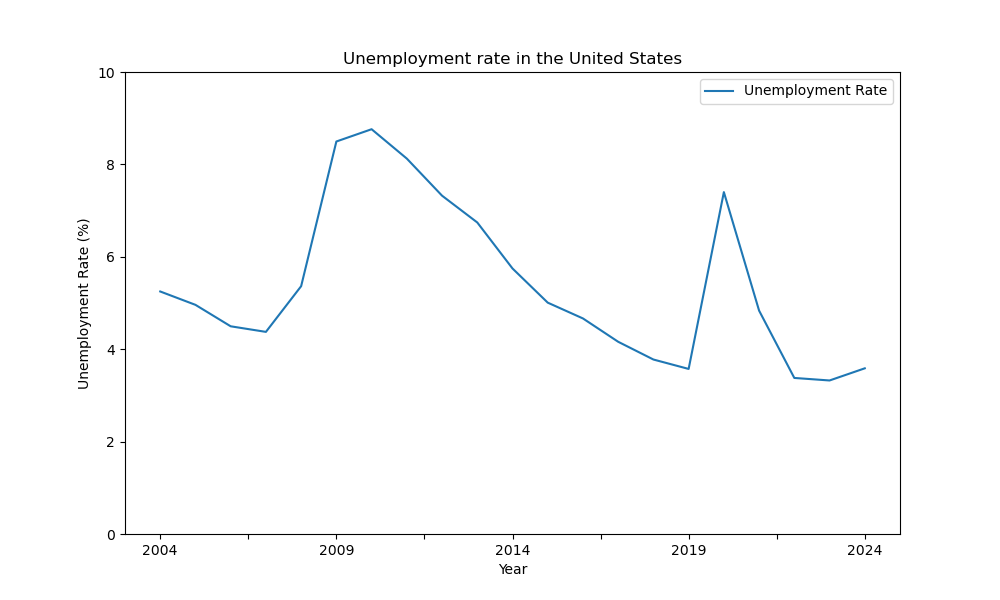 Unemployment rate in the United States
Unemployment Rate
Unemployment Rate (%)
10
8
6
4
2
0
2004 2009 2014 2019 2024
Year